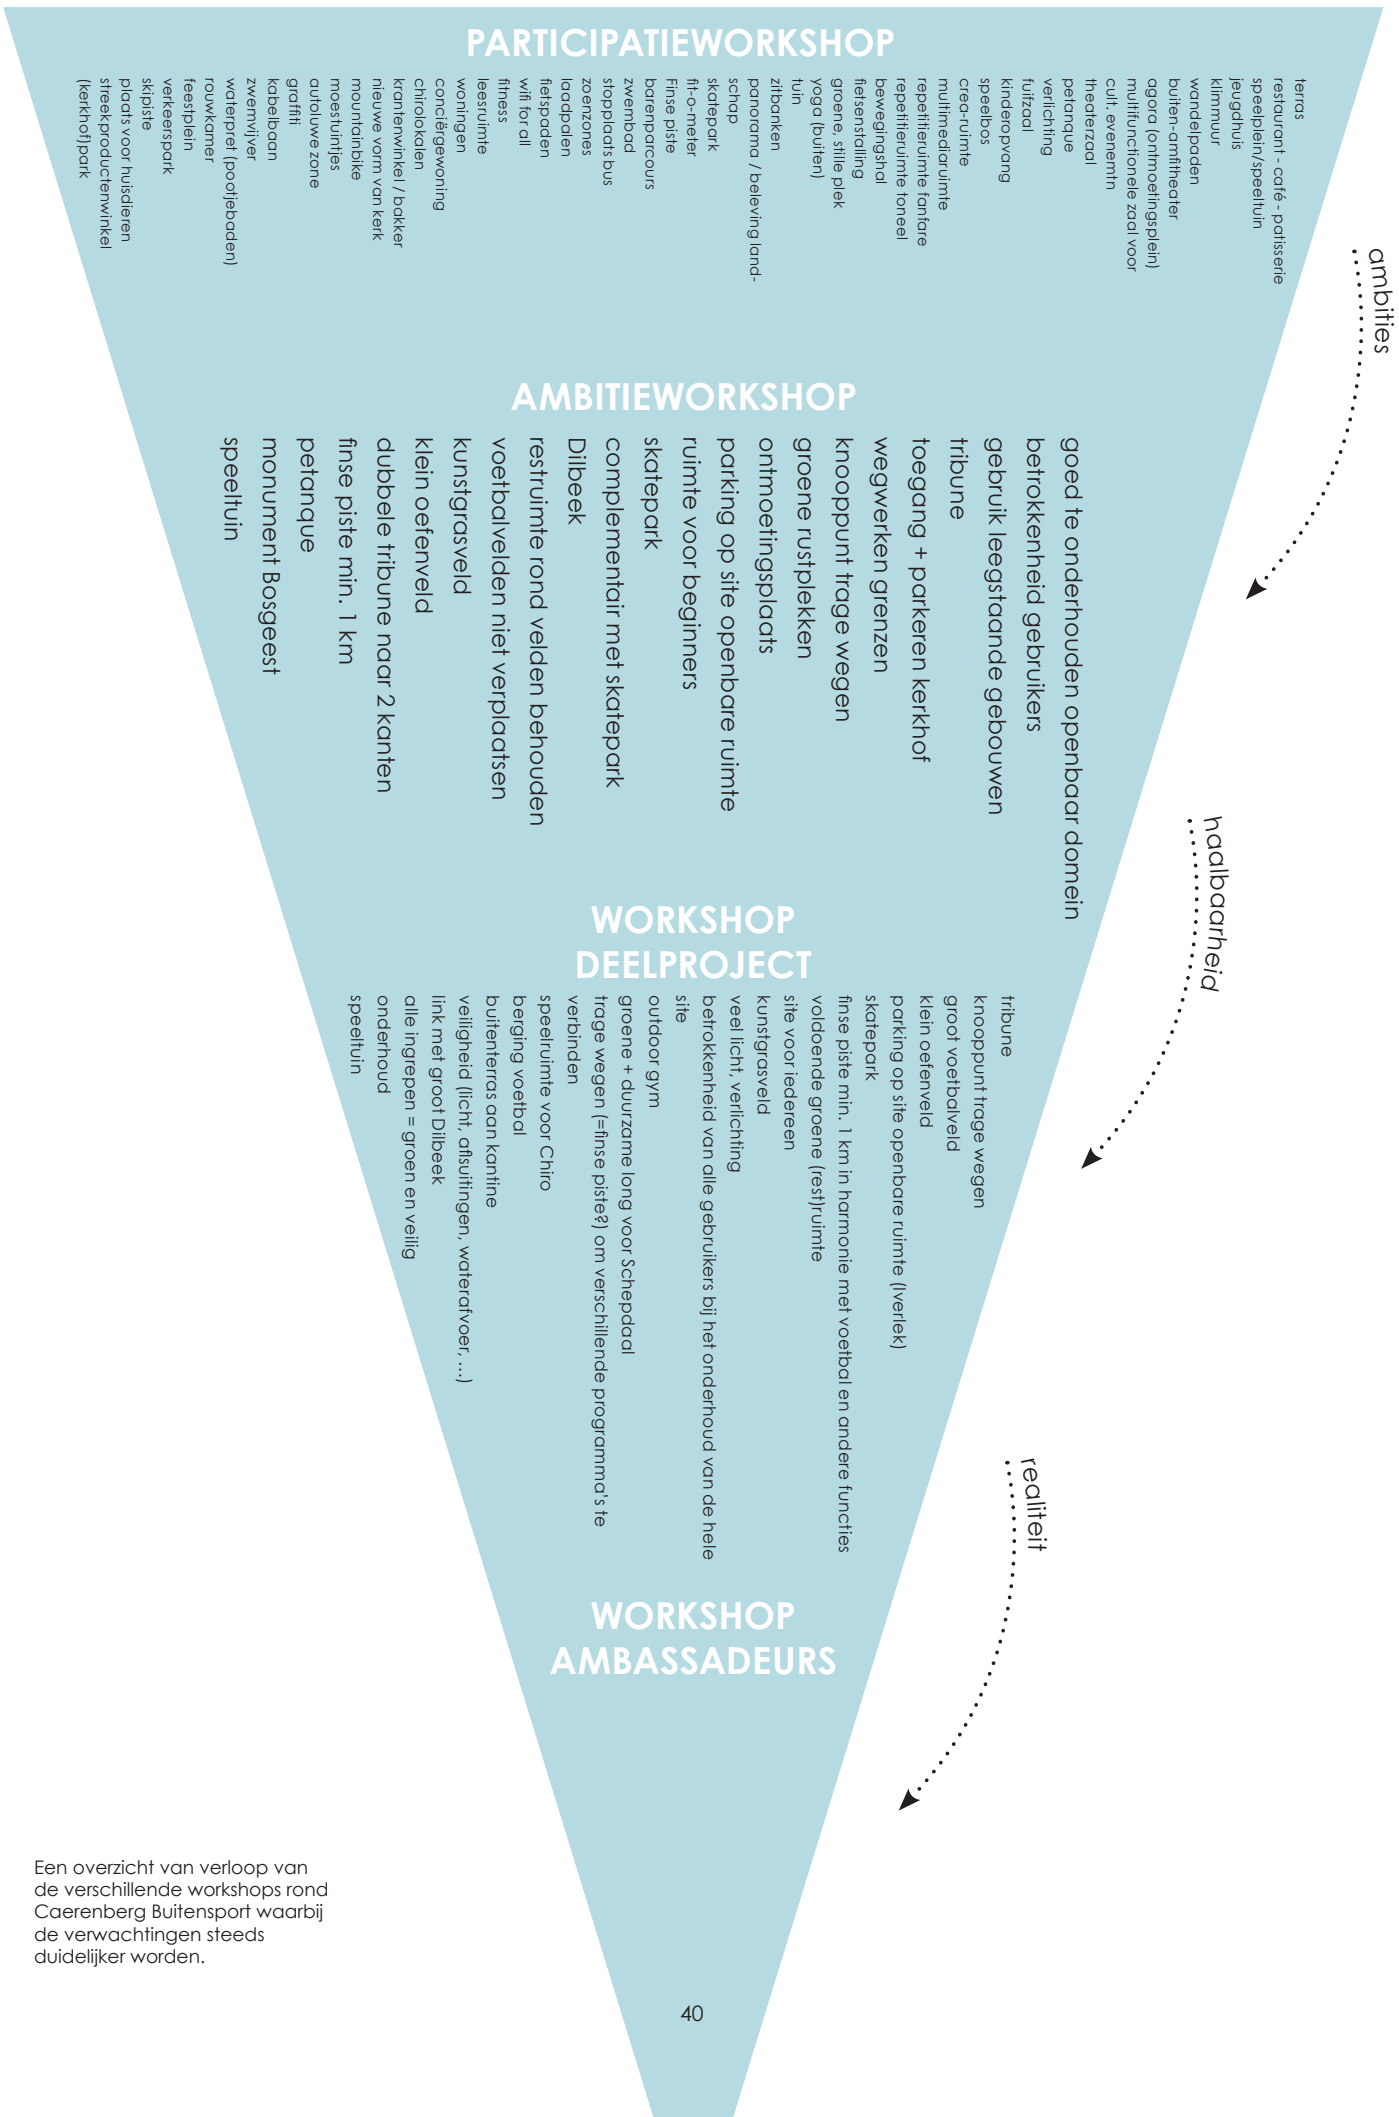 PARTICIPATIEWORKSHOP
terras
restaurant - café - patisserie
speelplein/speeltuin
jeugdhuis
klimmuur
wandelpaden
buiten-amfitheater
agora (ontmoetingsplein)
multifunctionele zaal voor
cult. evenemtn
theaterzaal
petanque
verlichting
fuifzaal
kinderopvang
speelbos
crea-ruimte
multimediaruimte
repetitieruimte fanfare
repetitieruimte toneel
bewegingshal
fietsenstalling
groene, stille plek
yoga (buiten)
tuin
zitbanken
panorama / beleving land-
schap
skatepark
fit-o-meter
Finse piste
barenparcours
zwembad
stopplaats bus
zoenzones
laadpalen
fietspaden
wifi for all
fitness
leesruimte
woningen
conciërgewoning
chirolokalen
krantenwinkel / bakker
nieuwe vorm van kerk
mountainbike
moestuintjes
autoluwe zone
graffiti
kabelbaan
zwemvijver
waterpret (pootjebaden)
rouwkamer
feestplein
verkeerspark
skipiste
plaats voor huisdieren
streekproductenwinkel
(kerkhof)park
ambities
AMBITIEWORKSHOP
goed te onderhouden openbaar domein
betrokkenheid gebruikers
gebruik leegstaande gebouwen
tribune
toegang + parkeren kerkhof
wegwerken grenzen
knooppunt trage wegen
groene rustplekken
ontmoetingsplaats
parking op site openbare ruimte
ruimte voor beginners
skatepark
complementair met skatepark
Dilbeek
restruimte rond velden behouden
voetbalvelden niet verplaatsen
kunstgrasveld
klein oefenveld
dubbele tribune naar 2 kanten
finse piste min. 1 km
petanque
monument Bosgeest
speeltuin
haalbaarheid
WORKSHOP
DEELPROJECT
tribune
knooppunt trage wegen
groot voetbalveld
klein oefenveld
parking op site openbare ruimte (Iverlek)
skatepark
finse piste min. 1 km in harmonie met voetbal en andere functies
voldoende groene (rest)ruimte
site voor iedereen
kunstgrasveld
veel licht, verlichting
betrokkenheid van alle gebruikers bij het onderhoud van de hele
site
outdoor gym
groene + duurzame long voor Schepdaal
trage wegen (=finse piste?) om verschillende programma's te
verbinden
speelruimte voor Chiro
berging voetbal
buitenterras aan kantine
veiligheid (licht, aflsuitingen, waterafvoer, ...)
link met groot Dilbeek
alle ingrepen = groen en veilig
onderhoud
speeltuin
realiteit
WORKSHOP
AMBASSADEURS
Een overzicht van verloop van
de verschillende workshops rond
Caerenberg Buitensport waarbij
de verwachtingen steeds
duidelijker worden.
40